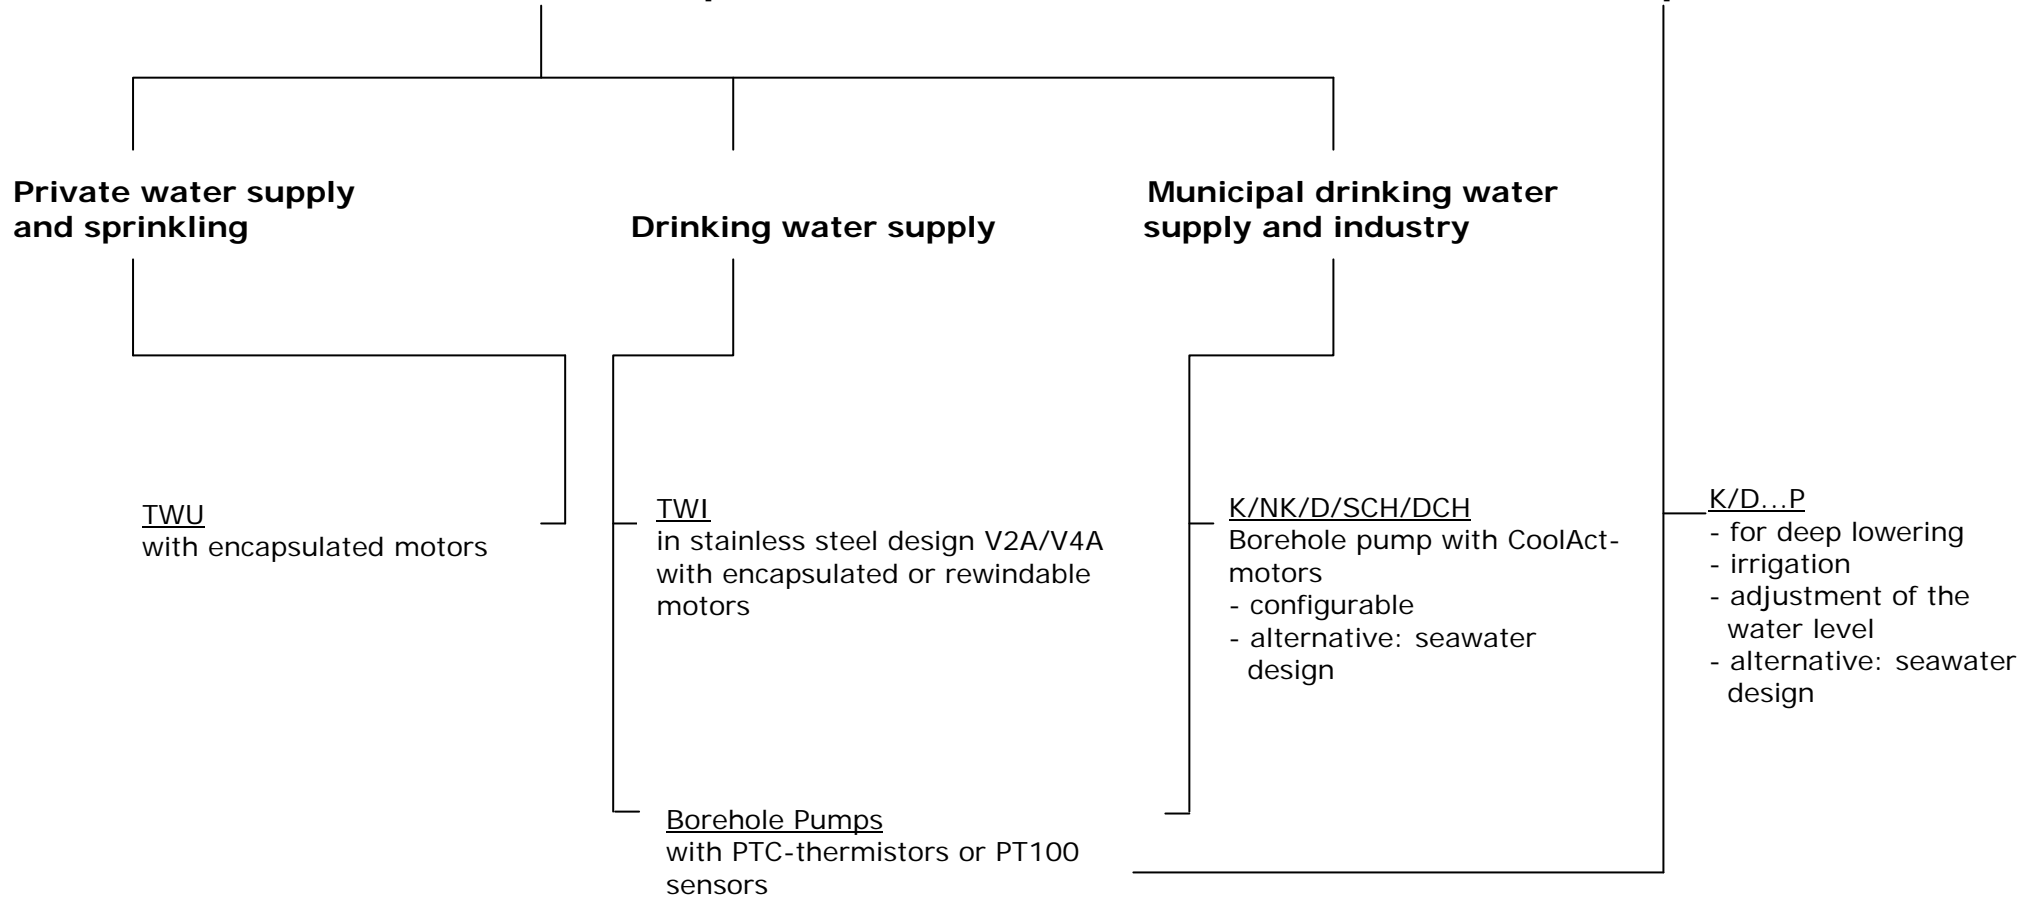 Private water supply
and sprinkling
Drinking water supply
Municipal drinking water
supply and industry
TWU
with encapsulated motors
TWI
in stainless steel design V2A/V4A
with encapsulated or rewindable
motors
K/NK/D/SCH/DCH
Borehole pump with CoolAct-
motors
- configurable
- alternative: seawater
design
K/D...P
- for deep lowering
- irrigation
- adjustment of the
water level
- alternative: seawater
design
Borehole Pumps
with PTC-thermistors or PT100
sensors